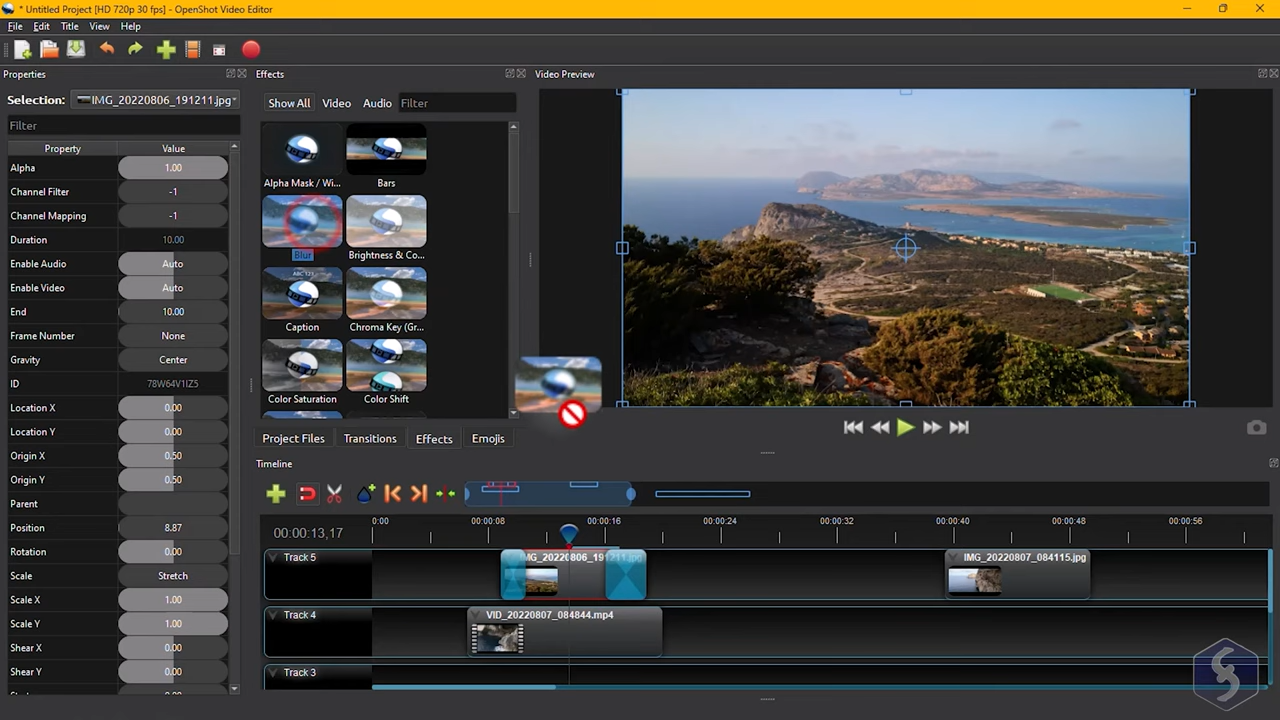 * Untitled Project [HD 720p 30 fps] - OpenShot Video Editor
File Edit Title View Help
Properties
Selection: IMG_20220806_191211.jpg
Filter
Property Value
Alpha 1.00
Channel Filter -1
Channel Mapping -1
Duration 10.00
Enable Audio Auto
Enable Video Auto
End 10.00
Frame Number None
Gravity Center
ID 78W64V1IZ5
Location X 0.00
Location Y 0.00
Origin X 0.50
Origin Y 0.50
Parent
Position 8.87
Rotation 0.00
Scale Stretch
Scale X 1.00
Scale Y 1.00
Shear X 0.00
Shear Y 0.00
Effects
Show All Video Audio Filter
Alpha Mask / Wi... Bars
Blur Brightness & Co...
ABC 123
Caption Chroma Key (Gr...
Color Saturation Color Shift
Project Files Transitions Effects Emojis
Video Preview
Timeline
00:00:13,17
0:00 00:00:08 00:00:16 00:00:24 00:00:32 00:00:40 00:00:48 00:00:56
Track 5 IMG_20220806_191211.jpg IMG_20220807_084115.jpg
Track 4 VID_20220807_084844.mp4
Track 3